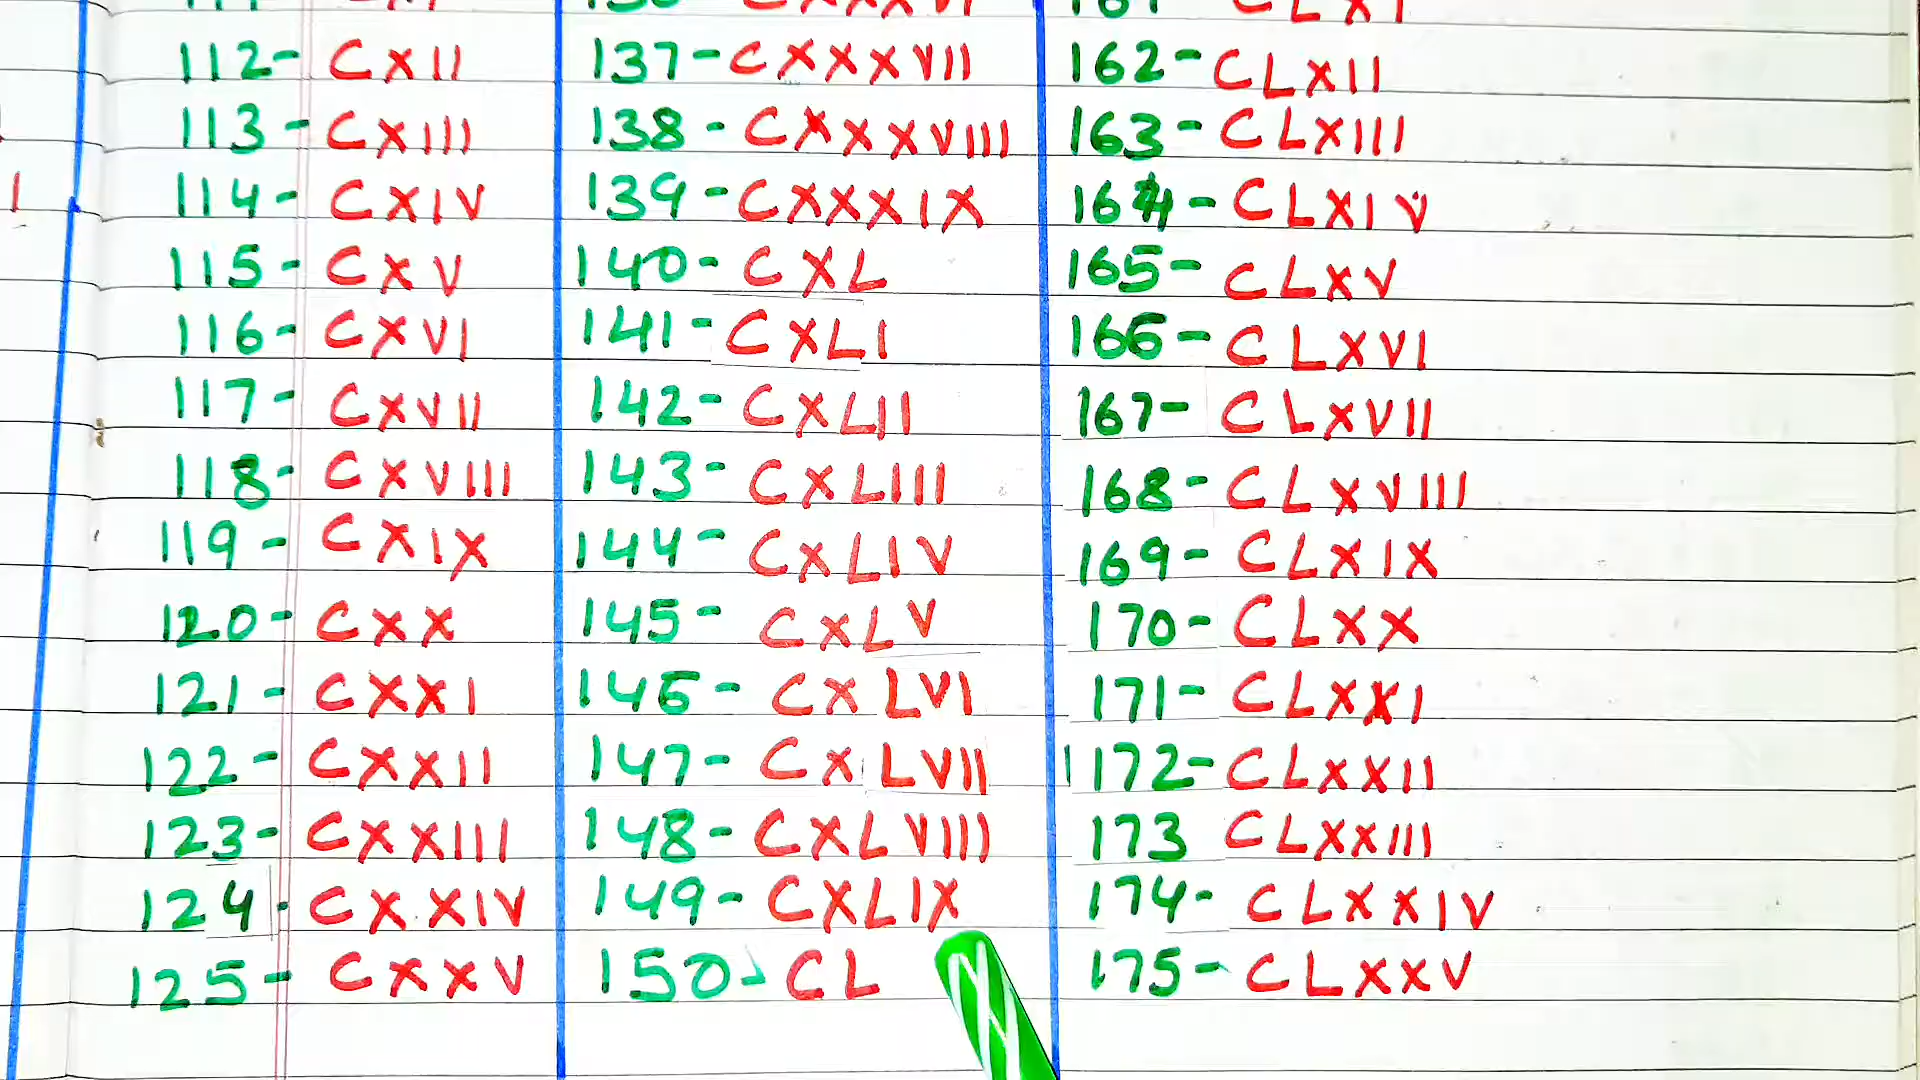 112- CXII
113- CXIII
114- CXIV
115- CXV
116- CXVI
117- CXVII
118- CXVIII
119- CXIX
120- CXX
121- CXXI
122- CXXII
123- CXXIII
124- CXXIV
125- CXXV
137- CXXXVII
138- CXXXVIII
139- CXXXIX
140- CXL
141- CXLI
142- CXLII
143- CXLIII
144- CXLIV
145- CXLV
146- CXLVI
147- CXLVII
148- CXLVIII
149- CXLIX
150- CL
161 CLXI
162- CLXII
163- CLXIII
164- CLXIV
165- CLXV
166- CLXVI
167- CLXVII
168- CLXVIII
169- CLXIX
170- CLXX
171- CLXXI
172- CLXXII
173 CLXXIII
174- CLXXIV
175- CLXXV